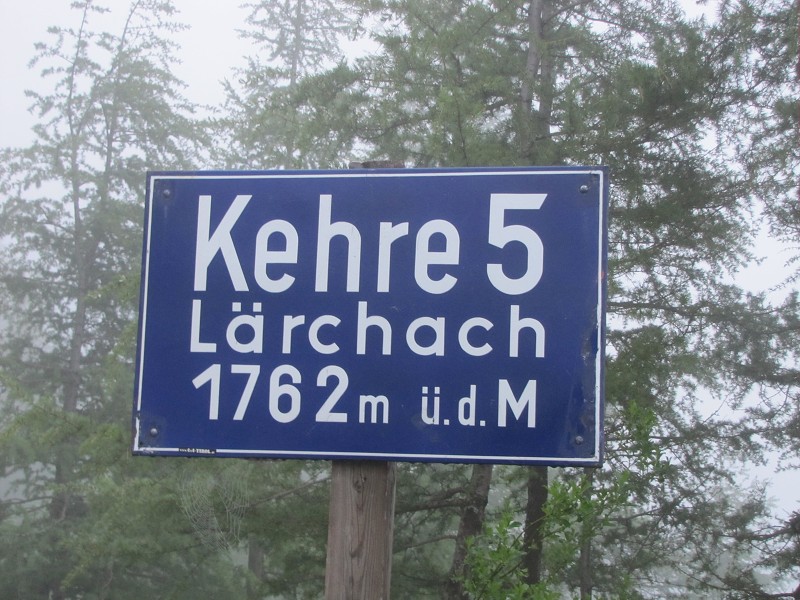 Kehre 5
Lärchach
1762m ü.d.M